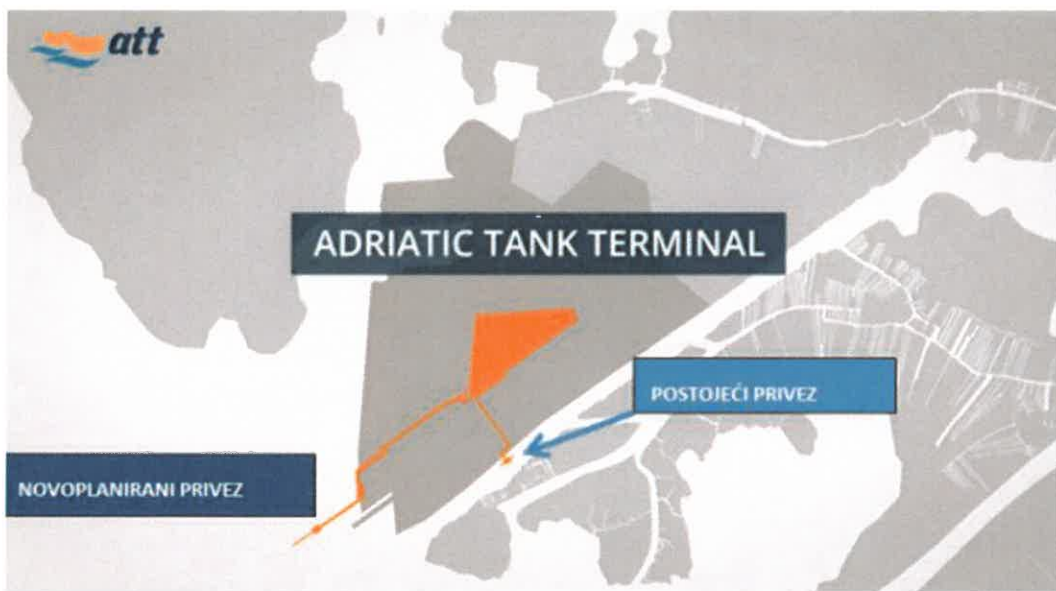 att
ADRIATIC TANK TERMINAL
POSTOJEĆI PRIVEZ
NOVOPLANIRANI PRIVEZ